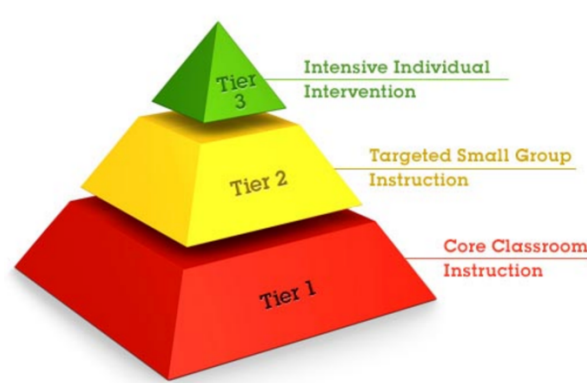 Tier
3
Intensive Individual
Intervention
Tier 2
Targeted Small Group
Instruction
Tier 1
Core Classroom
Instruction